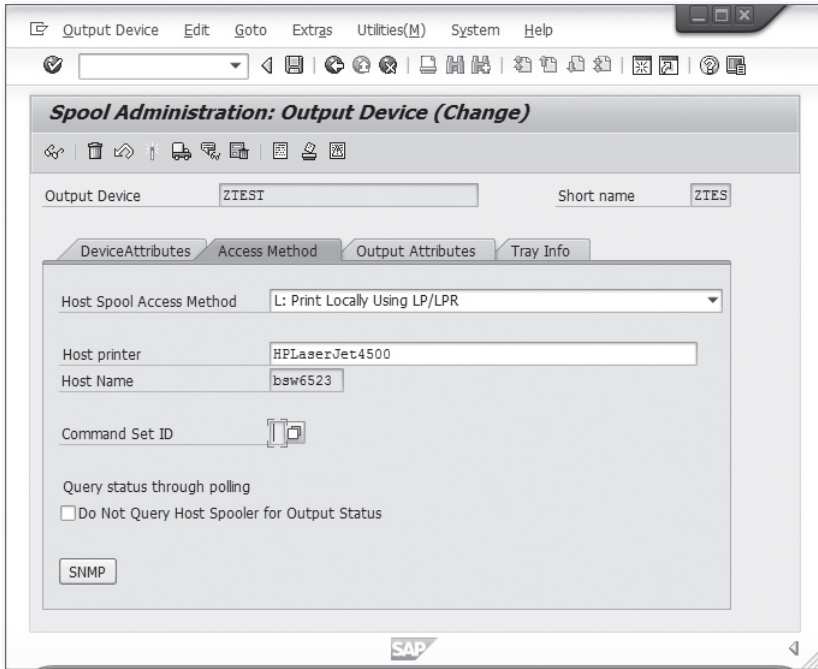 Output Device Edit Goto Extras Utilities(M) System Help
Spool Administration: Output Device (Change)
Output Device ZTEST Short name ZTES
DeviceAttributes Access Method Output Attributes Tray Info
Host Spool Access Method L: Print Locally Using LP/LPR
Host printer HPLaserJet4500
Host Name bsw6523
Command Set ID
Query status through polling
Do Not Query Host Spooler for Output Status
SNMP
SAP